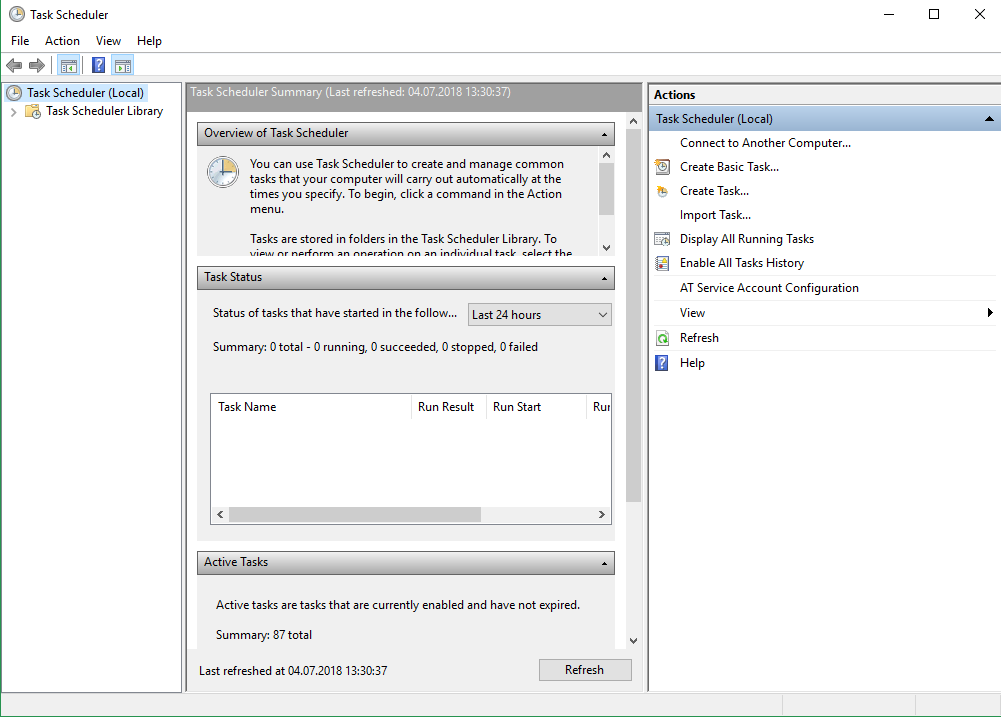 Task Scheduler
File Action View Help
Task Scheduler (Local)
Task Scheduler Library
Task Scheduler Summary (Last refreshed: 04.07.2018 13:30:37)
Overview of Task Scheduler
You can use Task Scheduler to create and manage common
tasks that your computer will carry out automatically at the
times you specify. To begin, click a command in the Action
menu.
Tasks are stored in folders in the Task Scheduler Library. To
view or perform an operation on an individual task, select the
Task Status
Status of tasks that have started in the follow... Last 24 hours
Summary: 0 total - 0 running, 0 succeeded, 0 stopped, 0 failed
Task Name Run Result Run Start Rur
Active Tasks
Active tasks are tasks that are currently enabled and have not expired.
Summary: 87 total
Last refreshed at 04.07.2018 13:30:37 Refresh
Actions
Task Scheduler (Local)
Connect to Another Computer...
Create Basic Task...
Create Task...
Import Task...
Display All Running Tasks
Enable All Tasks History
AT Service Account Configuration
View
Refresh
Help